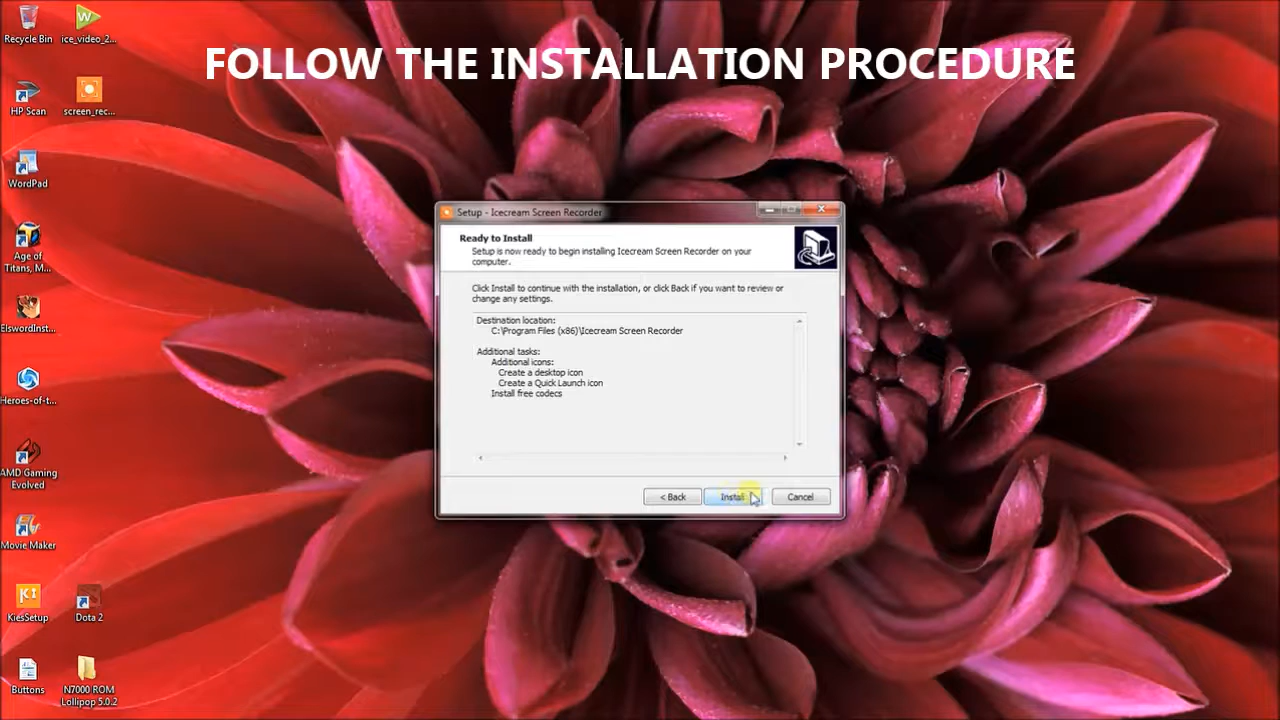 FOLLOW THE INSTALLATION PROCEDURE
Recycle Bin
ice_video_2...
HP Scan
screen_rec...
WordPad
Age of
Titans, M...
ElswordInst...
Heroes-of-t...
AMD Gaming
Evolved
Movie Maker
KiesSetup
Dota 2
Buttons
N7000 ROM
Lollipop 5.0.2
Setup - Icecream Screen Recorder
Ready to Install
Setup is now ready to begin installing Icecream Screen Recorder on your
computer.
Click Install to continue with the installation, or click Back if you want to review or
change any settings.
Destination location:
C:\Program Files (x86)\Icecream Screen Recorder
Additional tasks:
Additional icons:
Create a desktop icon
Create a Quick Launch icon
Install free codecs
< Back
Install
Cancel